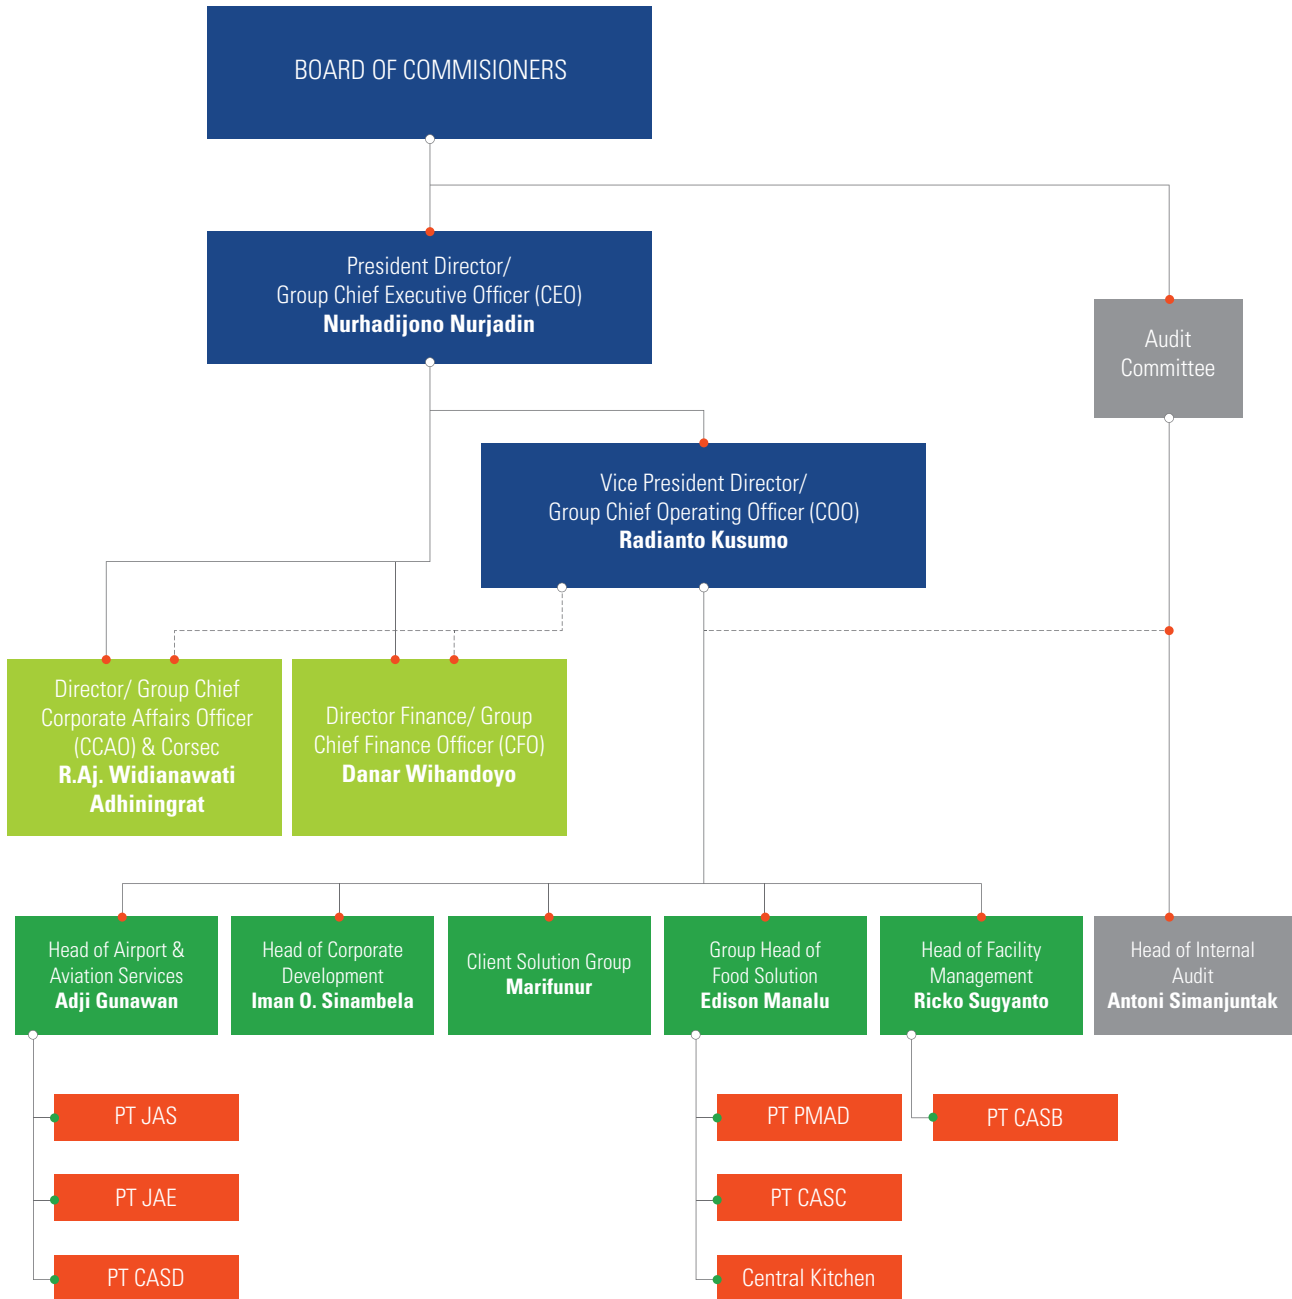 BOARD OF COMMISIONERS
President Director/
Group Chief Executive Officer (CEO)
Nurhadijono Nurjadin
Audit
Committee
Vice President Director/
Group Chief Operating Officer (COO)
Radianto Kusumo
Director/ Group Chief
Corporate Affairs Officer
(CCAO) & Corsec
R.Aj. Widianawati
Adhiningrat
Director Finance/ Group
Chief Finance Officer (CFO)
Danar Wihandoyo
Head of Airport &
Aviation Services
Adji Gunawan
Head of Corporate
Development
Iman O. Sinambela
Client Solution Group
Marifunur
Group Head of
Food Solution
Edison Manalu
Head of Facility
Management
Ricko Sugyanto
Head of Internal
Audit
Antoni Simanjuntak
PT JAS
PT JAE
PT CASD
PT PMAD
PT CASC
Central Kitchen
PT CASB